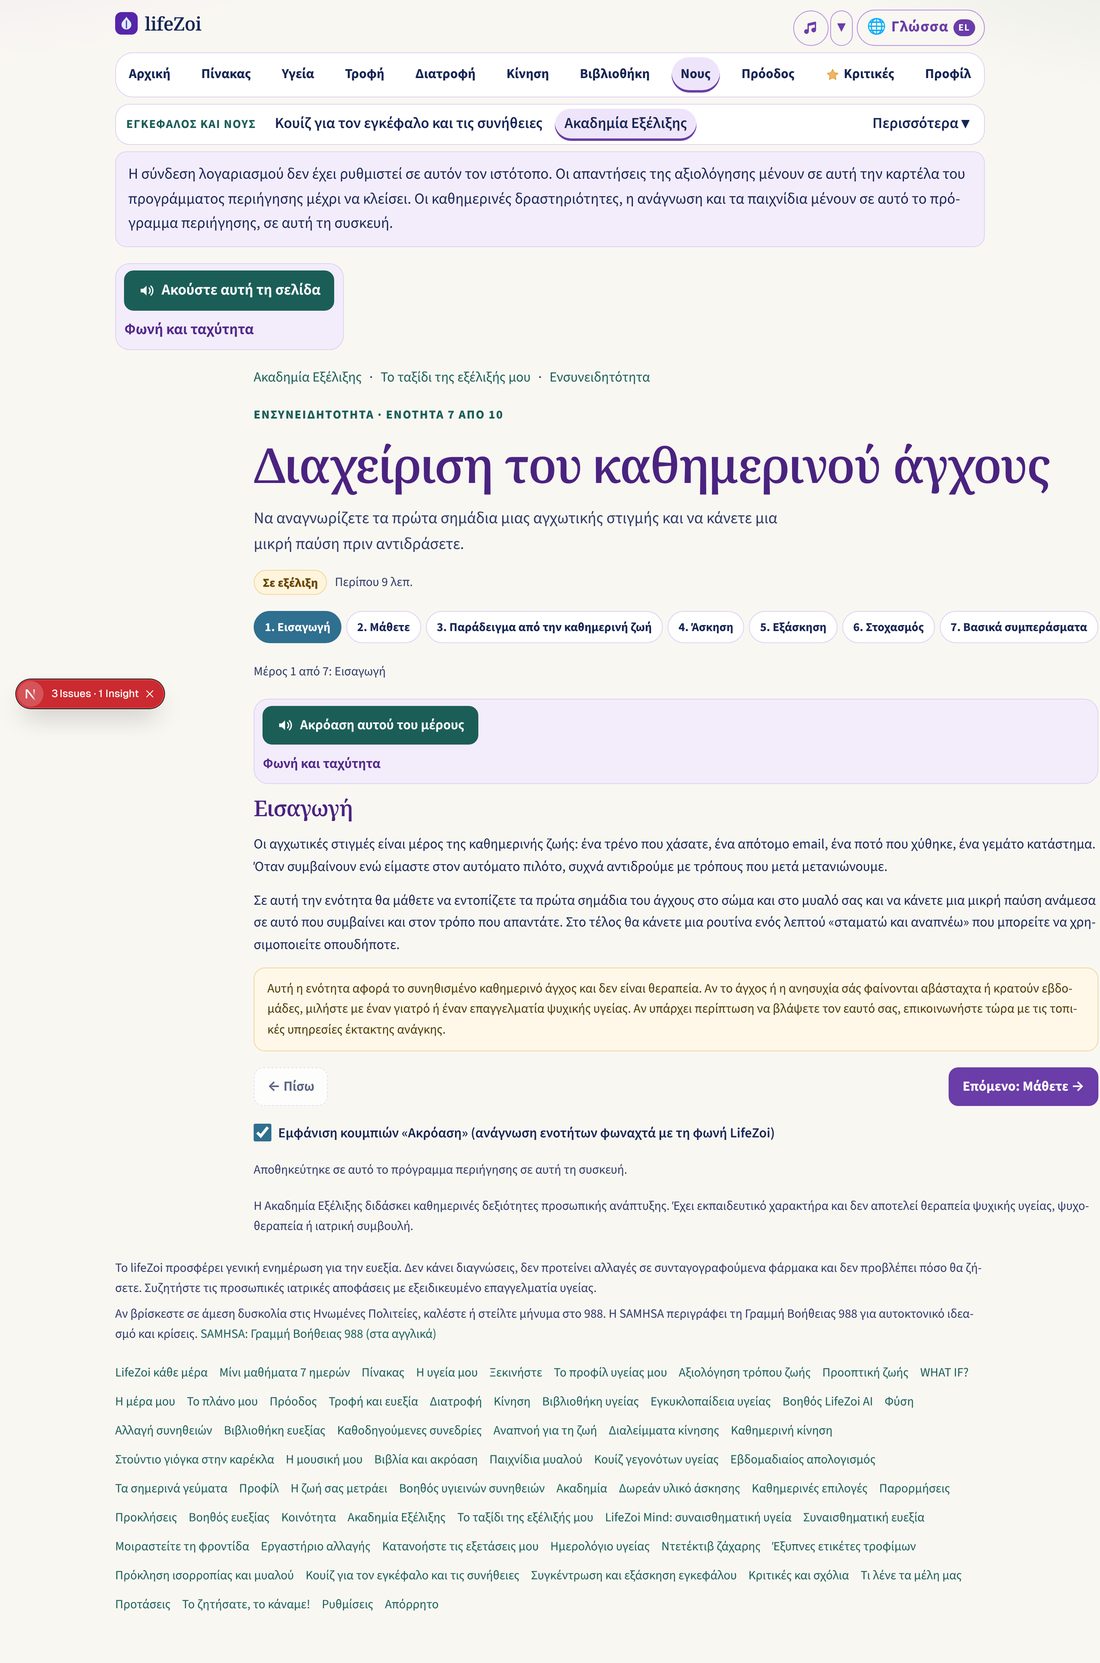 lifeZoi
▼
Γλώσσα EL
Αρχική Πίνακας Υγεία Τροφή Διατροφή Κίνηση Βιβλιοθήκη Νους Πρόοδος Κριτικές Προφίλ
ΕΓΚΕΦΑΛΟΣ ΚΑΙ ΝΟΥΣ Κουίζ για τον εγκέφαλο και τις συνήθειες Ακαδημία Εξέλιξης Περισσότερα ▼
Η σύνδεση λογαριασμού δεν έχει ρυθμιστεί σε αυτόν τον ιστότοπο. Οι απαντήσεις της αξιολόγησης μένουν σε αυτή την καρτέλα του
προγράμματος περιήγησης μέχρι να κλείσει. Οι καθημερινές δραστηριότητες, η ανάγνωση και τα παιχνίδια μένουν σε αυτό το πρό-
γραμμα περιήγησης, σε αυτή τη συσκευή.
Ακούστε αυτή τη σελίδα
Φωνή και ταχύτητα
Ακαδημία Εξέλιξης · Το ταξίδι της εξέλιξής μου · Ενσυνειδητότητα
ΕΝΣΥΝΕΙΔΗΤΟΤΗΤΑ · ΕΝΟΤΗΤΑ 7 ΑΠΟ 10
Διαχείριση του καθημερινού άγχους
Να αναγνωρίζετε τα πρώτα σημάδια μιας αγχωτικής στιγμής και να κάνετε μια
μικρή παύση πριν αντιδράσετε.
Σε εξέλιξη Περίπου 9 λεπ.
1. Εισαγωγή 2. Μάθετε 3. Παράδειγμα από την καθημερινή ζωή 4. Άσκηση 5. Εξάσκηση 6. Στοχασμός 7. Βασικά συμπεράσματα
Μέρος 1 από 7: Εισαγωγή
N 3 Issues · 1 Insight ×
Ακρόαση αυτού του μέρους
Φωνή και ταχύτητα
Εισαγωγή
Οι αγχωτικές στιγμές είναι μέρος της καθημερινής ζωής: ένα τρένο που χάσατε, ένα απότομο email, ένα ποτό που χύθηκε, ένα γεμάτο κατάστημα.
Όταν συμβαίνουν ενώ είμαστε στον αυτόματο πιλότο, συχνά αντιδρούμε με τρόπους που μετά μετανιώνουμε.
Σε αυτή την ενότητα θα μάθετε να εντοπίζετε τα πρώτα σημάδια του άγχους στο σώμα και στο μυαλό σας και να κάνετε μια μικρή παύση ανάμεσα
σε αυτό που συμβαίνει και στον τρόπο που απαντάτε. Στο τέλος θα κάνετε μια ρουτίνα ενός λεπτού «σταματώ και αναπνέω» που μπορείτε να χρη-
σιμοποιείτε οπουδήποτε.
Αυτή η ενότητα αφορά το συνηθισμένο καθημερινό άγχος και δεν είναι θεραπεία. Αν το άγχος ή η ανησυχία σάς φαίνονται αβάσταχτα ή κρατούν εβδο-
μάδες, μιλήστε με έναν γιατρό ή έναν επαγγελματία ψυχικής υγείας. Αν υπάρχει περίπτωση να βλάψετε τον εαυτό σας, επικοινωνήστε τώρα με τις τοπι-
κές υπηρεσίες έκτακτης ανάγκης.
← Πίσω Επόμενο: Μάθετε →
Εμφάνιση κουμπιών «Ακρόαση» (ανάγνωση ενοτήτων φωναχτά με τη φωνή LifeZoi)
Αποθηκεύτηκε σε αυτό το πρόγραμμα περιήγησης σε αυτή τη συσκευή.
Η Ακαδημία Εξέλιξης διδάσκει καθημερινές δεξιότητες προσωπικής ανάπτυξης. Έχει εκπαιδευτικό χαρακτήρα και δεν αποτελεί θεραπεία ψυχικής υγείας, ψυχο-
θεραπεία ή ιατρική συμβουλή.
Το lifeZoi προσφέρει γενική ενημέρωση για την ευεξία. Δεν κάνει διαγνώσεις, δεν προτείνει αλλαγές σε συνταγογραφούμενα φάρμακα και δεν προβλέπει πόσο θα ζή-
σετε. Συζητήστε τις προσωπικές ιατρικές αποφάσεις με εξειδικευμένο επαγγελματία υγείας.
Αν βρίσκεστε σε άμεση δυσκολία στις Ηνωμένες Πολιτείες, καλέστε ή στείλτε μήνυμα στο 988. Η SAMHSA περιγράφει τη Γραμμή Βοήθειας 988 για αυτοκτονικό ιδεα-
σμό και κρίσεις. SAMHSA: Γραμμή Βοήθειας 988 (στα αγγλικά)
LifeZoi κάθε μέρα Μίνι μαθήματα 7 ημερών Πίνακας Η υγεία μου Ξεκινήστε Το προφίλ υγείας μου Αξιολόγηση τρόπου ζωής Προοπτική ζωής WHAT IF?
Η μέρα μου Το πλάνο μου Πρόοδος Τροφή και ευεξία Διατροφή Κίνηση Βιβλιοθήκη υγείας Εγκυκλοπαίδεια υγείας Βοηθός LifeZoi AI Φύση
Αλλαγή συνηθειών Βιβλιοθήκη ευεξίας Καθοδηγούμενες συνεδρίες Αναπνοή για τη ζωή Διαλείμματα κίνησης Καθημερινή κίνηση
Στούντιο γιόγκα στην καρέκλα Η μουσική μου Βιβλία και ακρόαση Παιχνίδια μυαλού Κουίζ γεγονότων υγείας Εβδομαδιαίος απολογισμός
Τα σημερινά γεύματα Προφίλ Η ζωή σας μετράει Βοηθός υγιεινών συνηθειών Ακαδημία Δωρεάν υλικό άσκησης Καθημερινές επιλογές Παρορμήσεις
Προκλήσεις Βοηθός ευεξίας Κοινότητα Ακαδημία Εξέλιξης Το ταξίδι της εξέλιξής μου LifeZoi Mind: συναισθηματική υγεία Συναισθηματική ευεξία
Μοιραστείτε τη φροντίδα Εργαστήριο αλλαγής Κατανοήστε τις εξετάσεις μου Ημερολόγιο υγείας Ντετέκτιβ ζάχαρης Έξυπνες ετικέτες τροφίμων
Πρόκληση ισορροπίας και μυαλού Κουίζ για τον εγκέφαλο και τις συνήθειες Συγκέντρωση και εξάσκηση εγκεφάλου Κριτικές και σχόλια Τι λένε τα μέλη μας
Προτάσεις Το ζητήσατε, το κάναμε! Ρυθμίσεις Απόρρητο